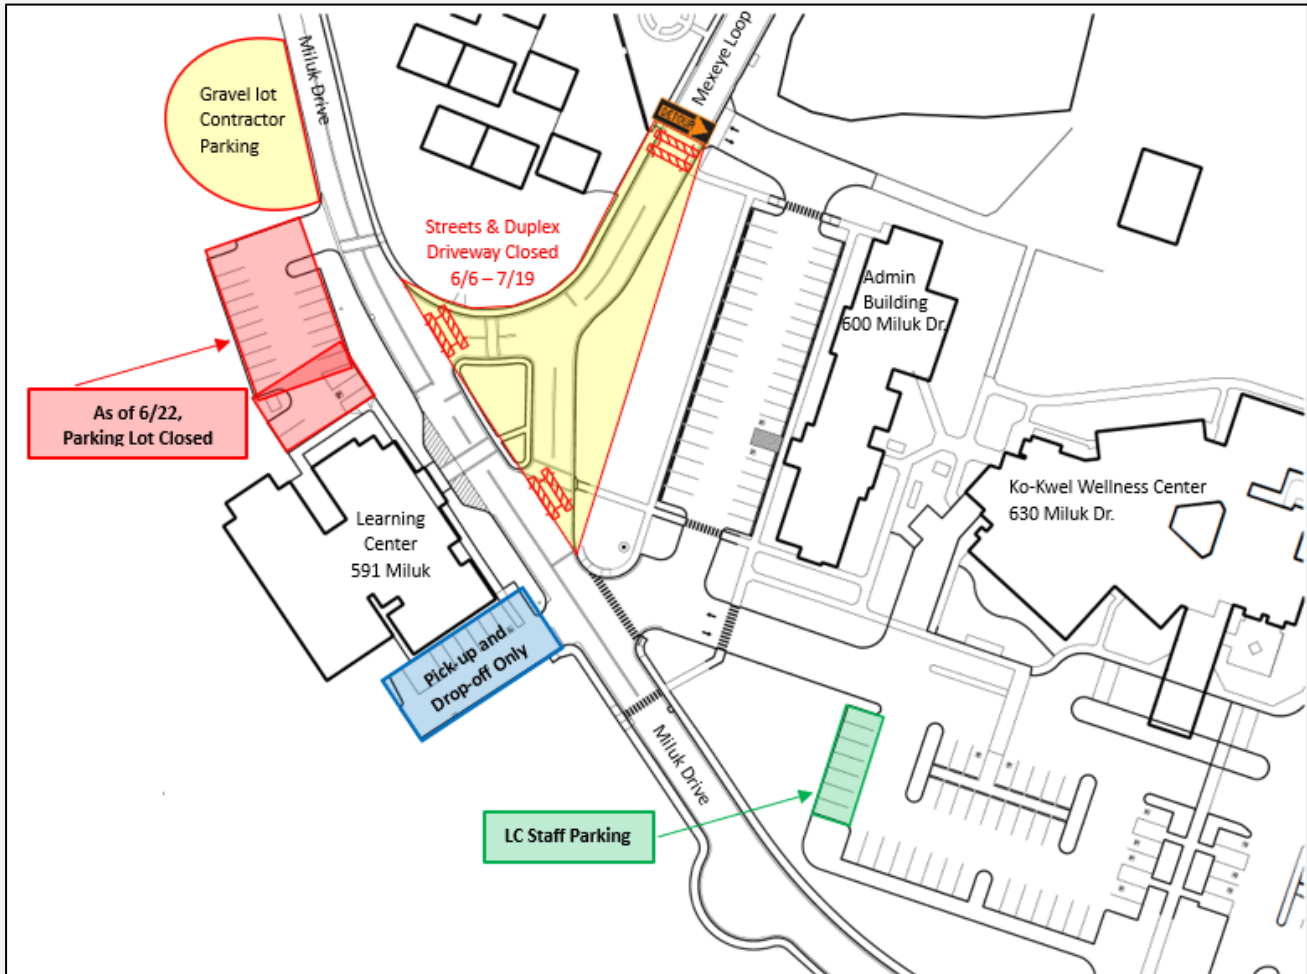 Miluk Drive
Mexeye Loop
Gravel lot
Contractor
Parking
DETOUR
Streets & Duplex
Driveway Closed
6/6 – 7/19
Admin
Building
600 Miluk Dr.
As of 6/22,
Parking Lot Closed
Ko-Kwel Wellness Center
630 Miluk Dr.
Learning
Center
591 Miluk
Pick-up and
Drop-off Only
Miluk Drive
LC Staff Parking